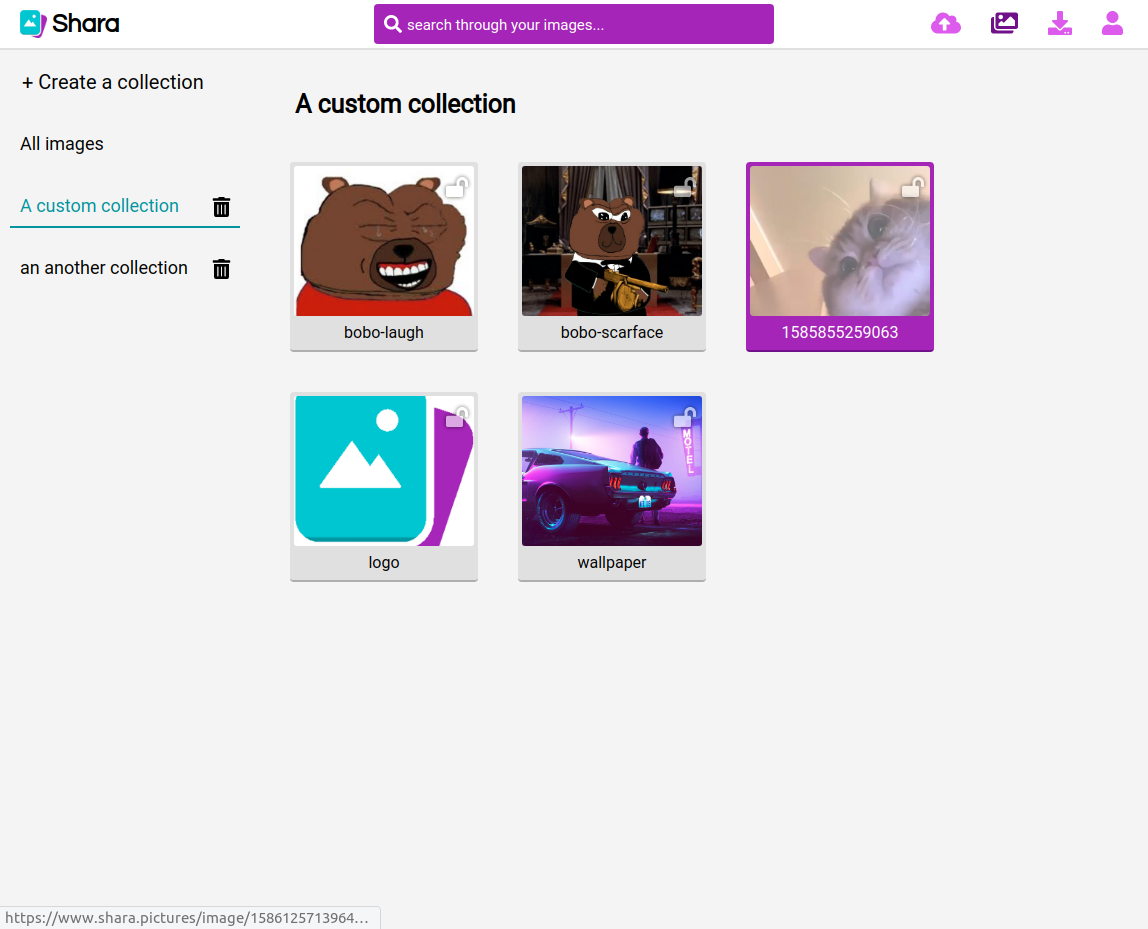 Shara
search through your images...
+ Create a collection
A custom collection
All images
A custom collection
an another collection
bobo-laugh
bobo-scarface
1585855259063
MOTEL
logo
wallpaper
https://www.shara.pictures/image/1586125713964...